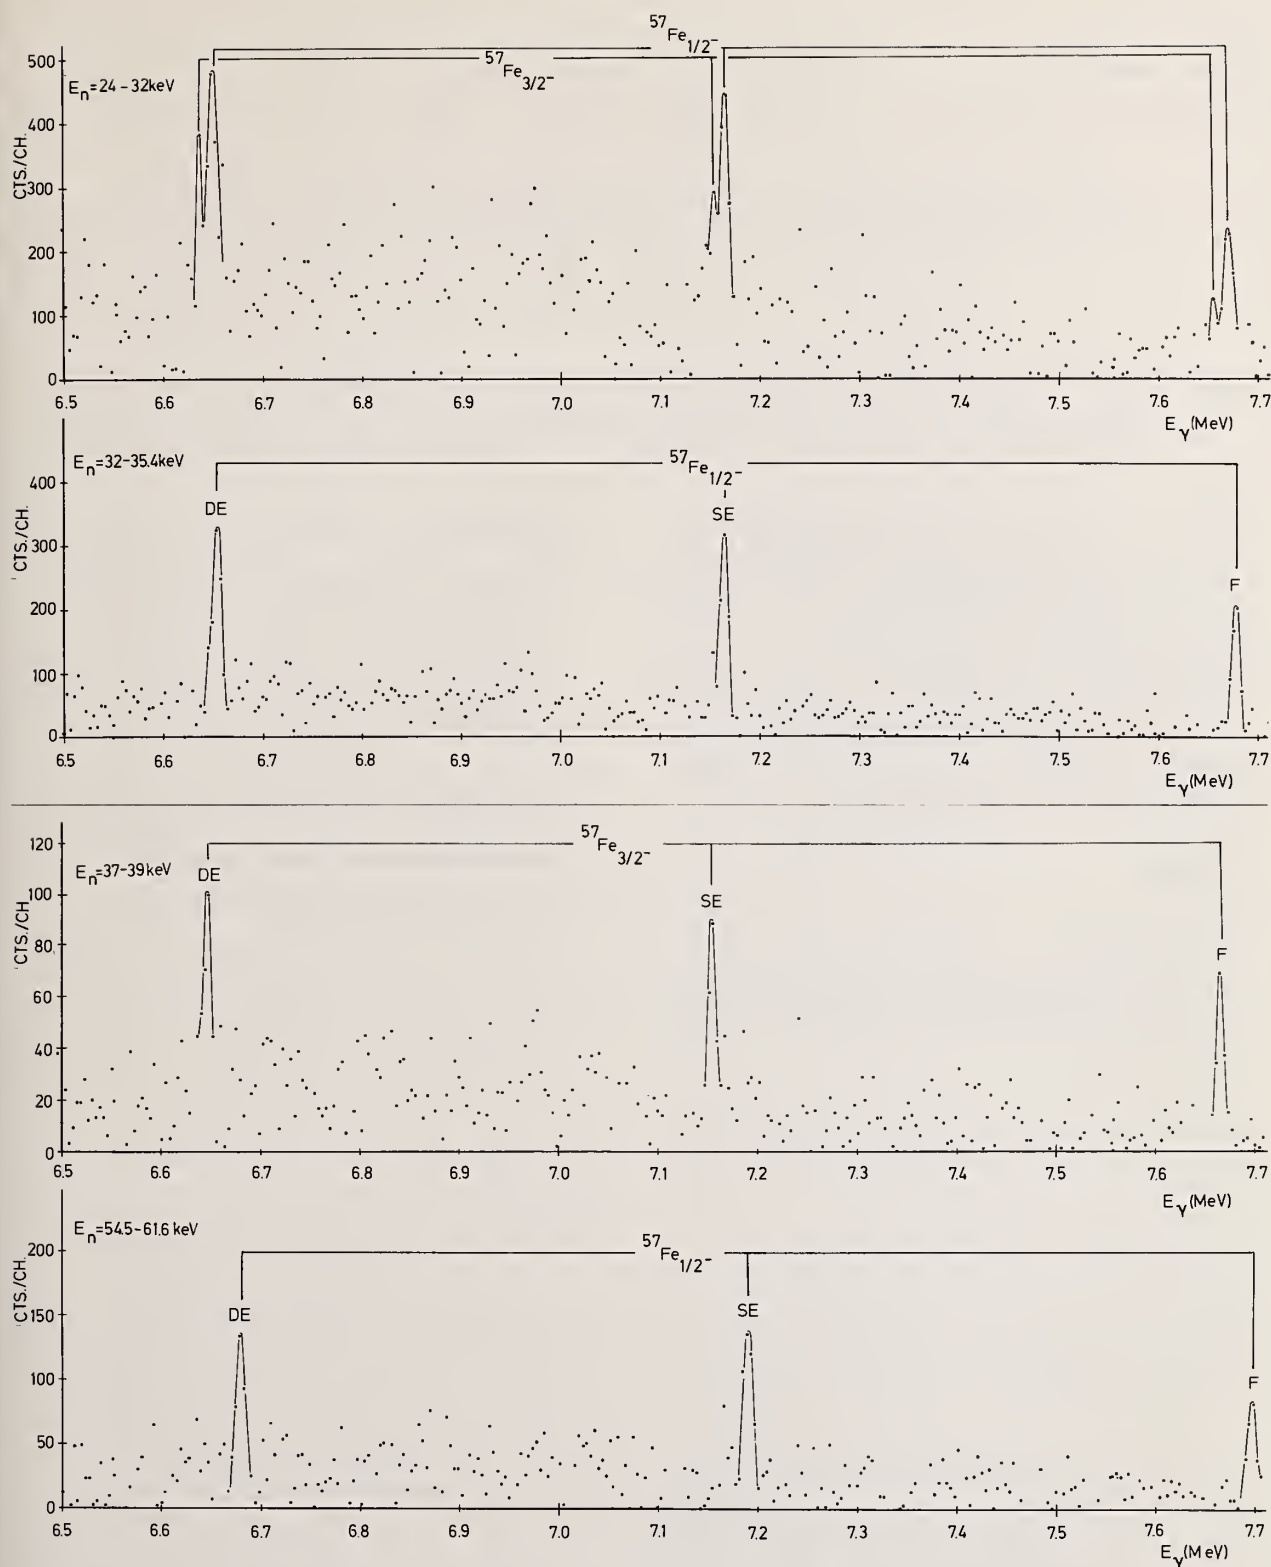 57Fe1/2-
57Fe3/2-
En=24-32keV
CTS./CH.
500
400
300
200
100
0
6.5 6.6 6.7 6.8 6.9 7.0 7.1 7.2 7.3 7.4 7.5 7.6 7.7
Eγ(MeV)
En=32-35.4keV
57Fe1/2-
DE SE F
CTS./CH.
400
300
200
100
0
6.5 6.6 6.7 6.8 6.9 7.0 7.1 7.2 7.3 7.4 7.5 7.6 7.7
Eγ(MeV)
57Fe3/2-
En=37-39keV
DE SE F
CTS./CH.
120
100
80
60
40
20
0
6.5 6.6 6.7 6.8 6.9 7.0 7.1 7.2 7.3 7.4 7.5 7.6 7.7
Eγ(MeV)
En=54.5-61.6 keV
57Fe1/2-
DE SE F
CTS./CH.
200
150
100
50
0
6.5 6.6 6.7 6.8 6.9 7.0 7.1 7.2 7.3 7.4 7.5 7.6 7.7
Eγ(MeV)